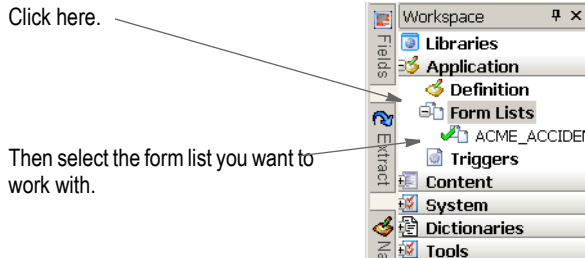 Click here.
Then select the form list you want to
work with.
Workspace
Libraries
Application
Definition
Form Lists
ACME_ACCIDEN
Triggers
Content
System
Dictionaries
Tools
Fields
Extract
Na